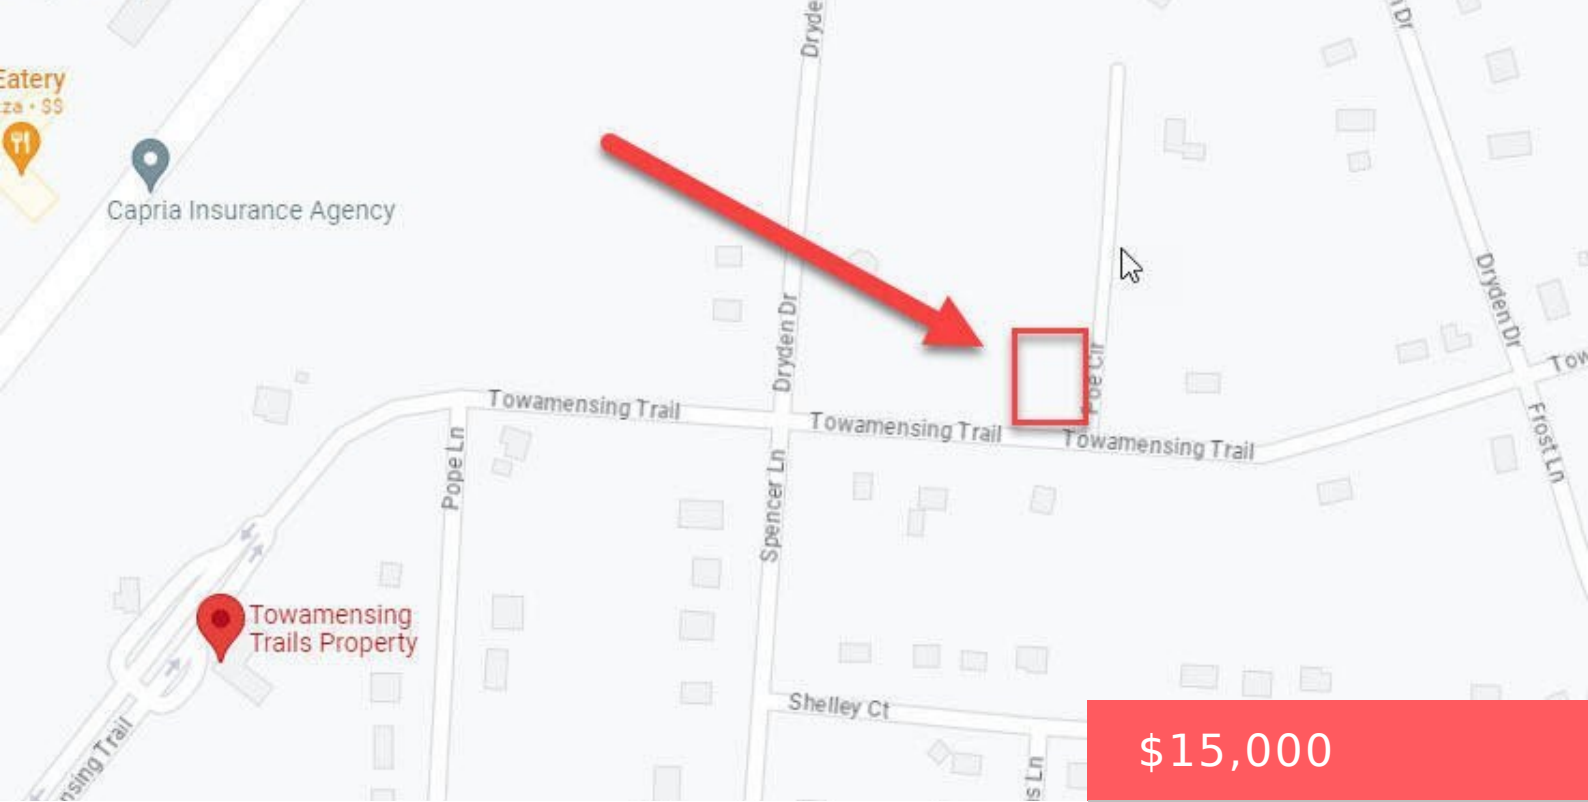 Dryde
n Dr
Eatery
za • $$
Capria Insurance Agency
Dryden Dr
Dryden Dr
Poe Cir
Tow
Towamensing Trail
Towamensing Trail
Towamensing Trail
Pope Ln
Spencer Ln
Frost Ln
Towamensing
Trails Property
Shelley Ct
nsing Trail
is Ln
$15,000